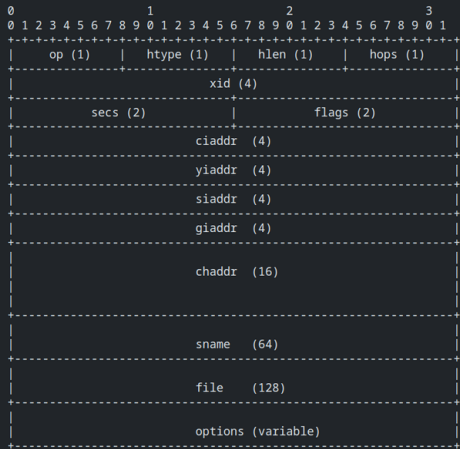 0                   1                   2                   3
0 1 2 3 4 5 6 7 8 9 0 1 2 3 4 5 6 7 8 9 0 1 2 3 4 5 6 7 8 9 0 1
op (1) | htype (1) | hlen (1) | hops (1)
xid (4)
secs (2) | flags (2)
ciaddr (4)
yiaddr (4)
siaddr (4)
giaddr (4)
chaddr (16)
sname (64)
file (128)
options (variable)